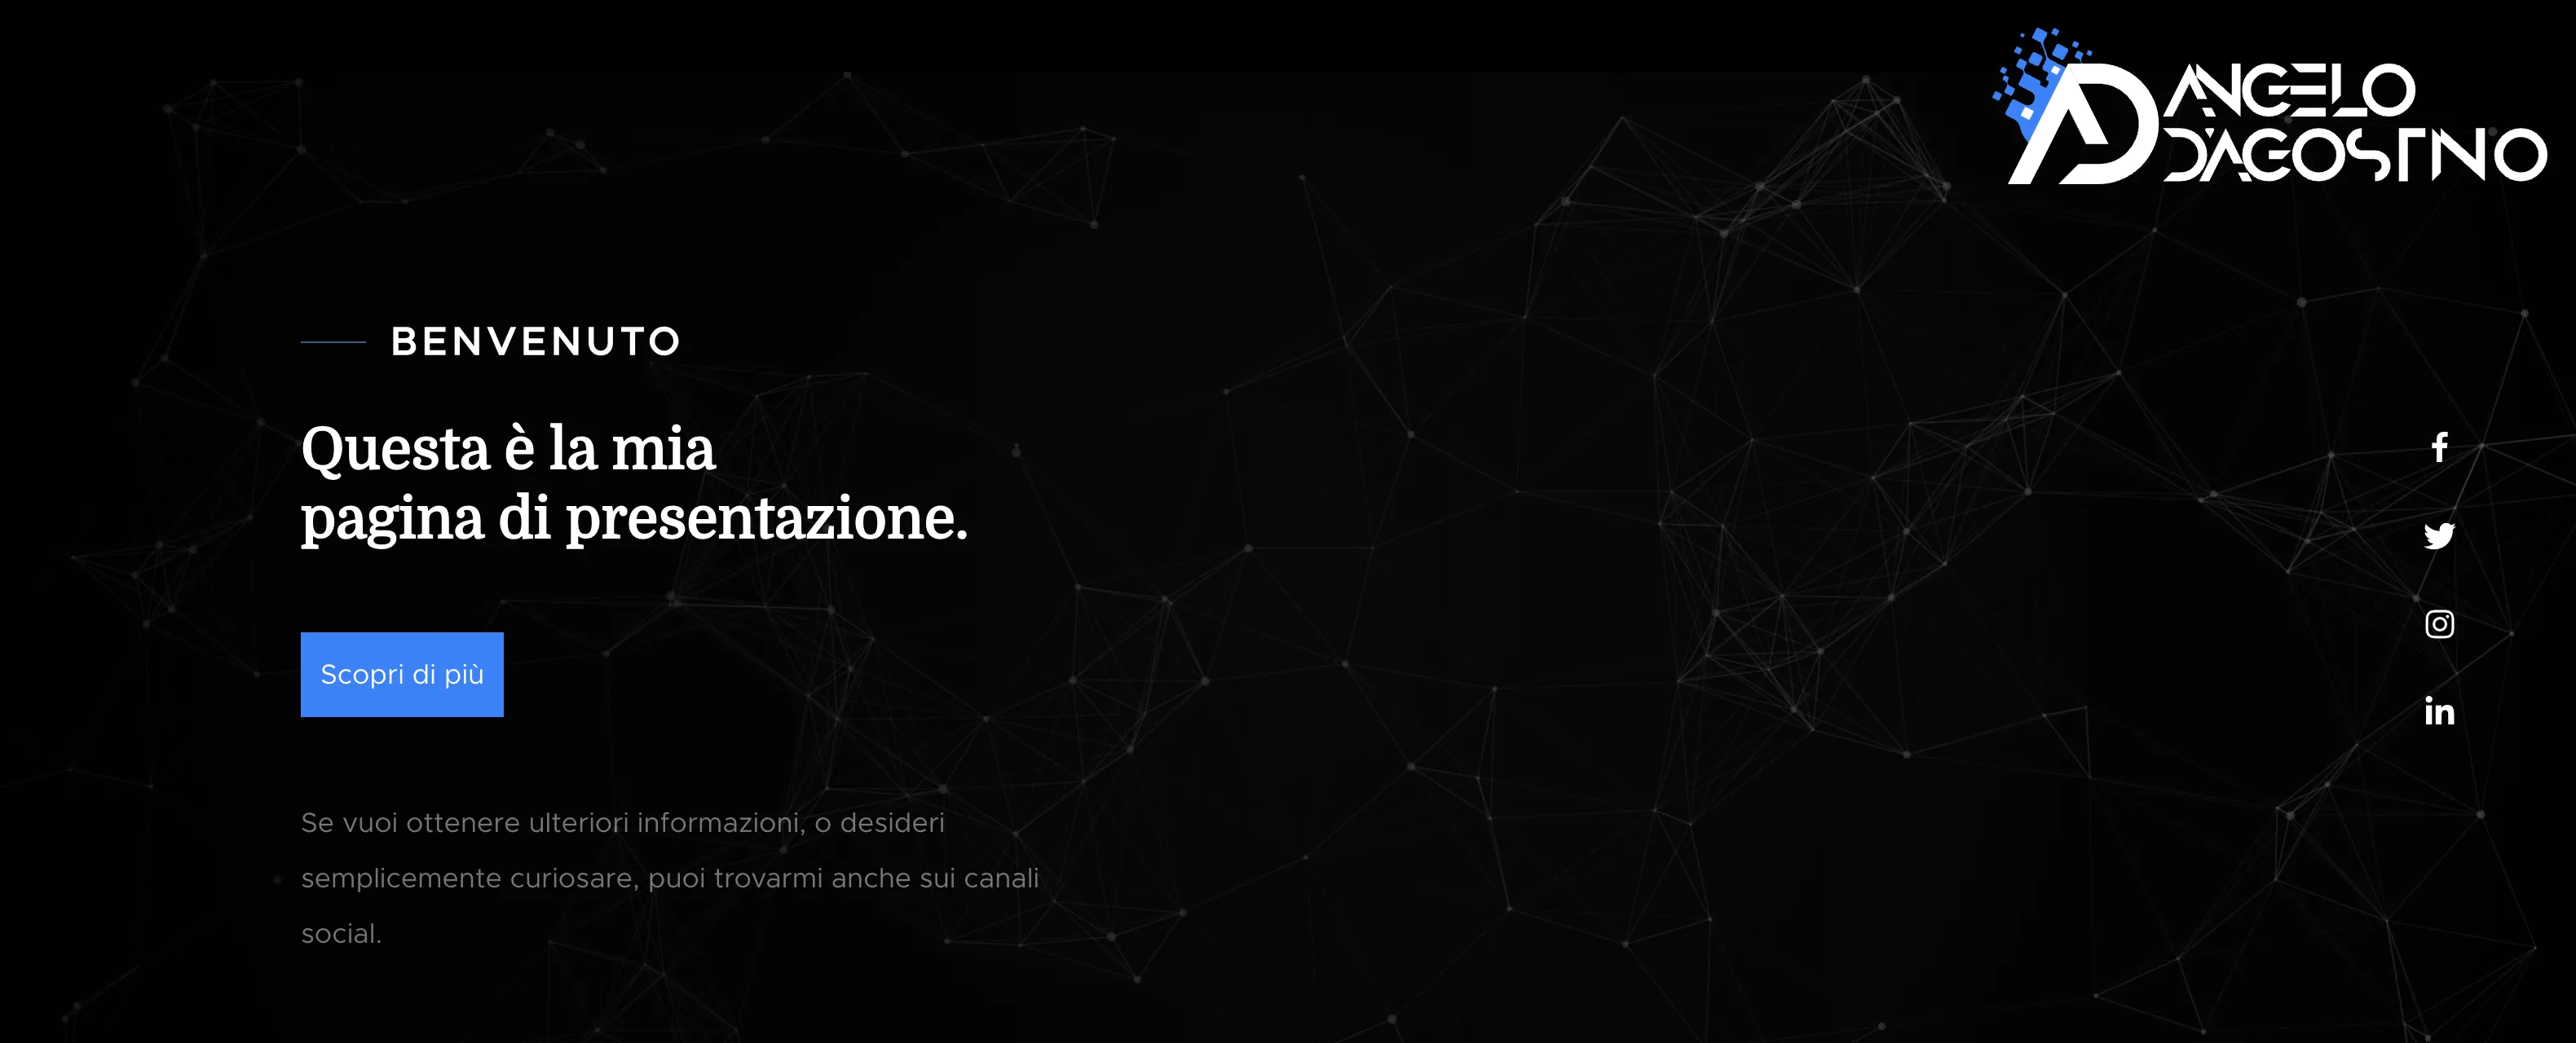 ANGELO
D'AGOSTINO
BENVENUTO
Questa è la mia
pagina di presentazione.
Scopri di più
Se vuoi ottenere ulteriori informazioni, o desideri
semplicemente curiosare, puoi trovarmi anche sui canali
social.